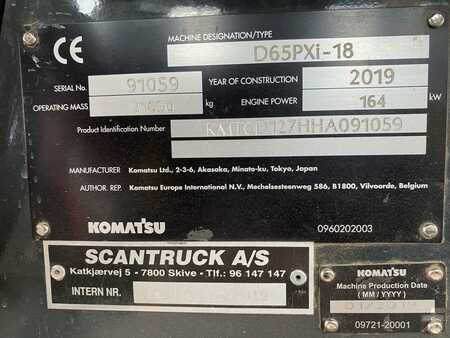 MACHINE DESIGNATION/TYPE
CE D65PXi-18
SERIAL No. 91059 YEAR OF CONSTRUCTION 2019
OPERATING MASS kg ENGINE POWER 164 kW
Product Identification Number
MANUFACTURER Komatsu Ltd., 2-3-6, Akasaka, Minato-ku, Tokyo, Japan
AUTHOR. REP. Komatsu Europe International N.V., Mechelsesteenweg 586, B1800, Vilvoorde, Belgium
KOMATSU 0960202003
SCANTRUCK A/S
Katkjærvej 5 - 7800 Skive - Tlf.: 96 147 147
INTERN NR.
KOMATSU
Machine Production Date
( MM / YYYY )
09721-20001